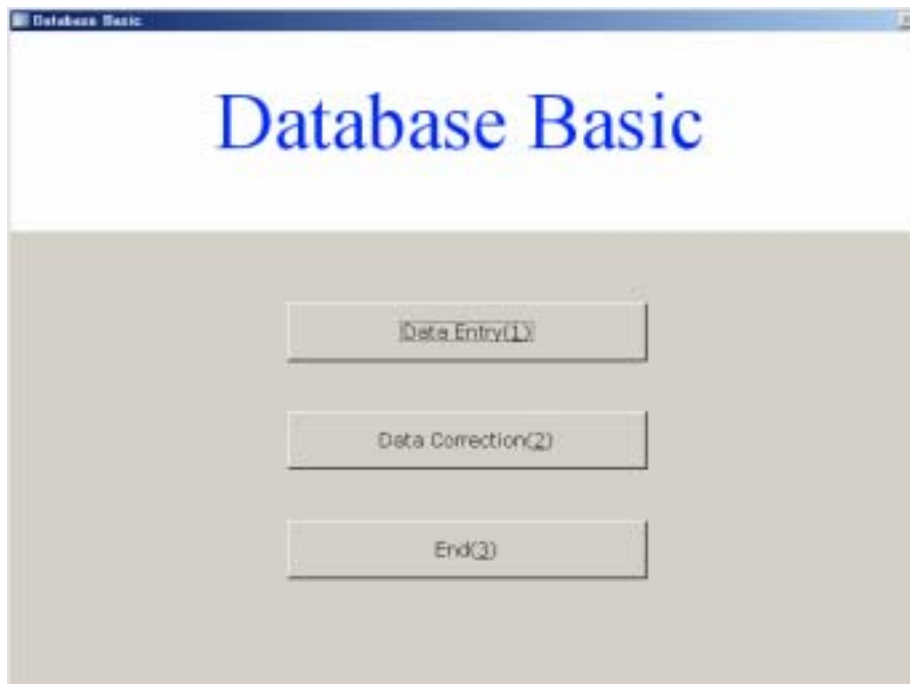 Database Basic
Database Basic
Data Entry(1)
Data Correction(2)
End(3)